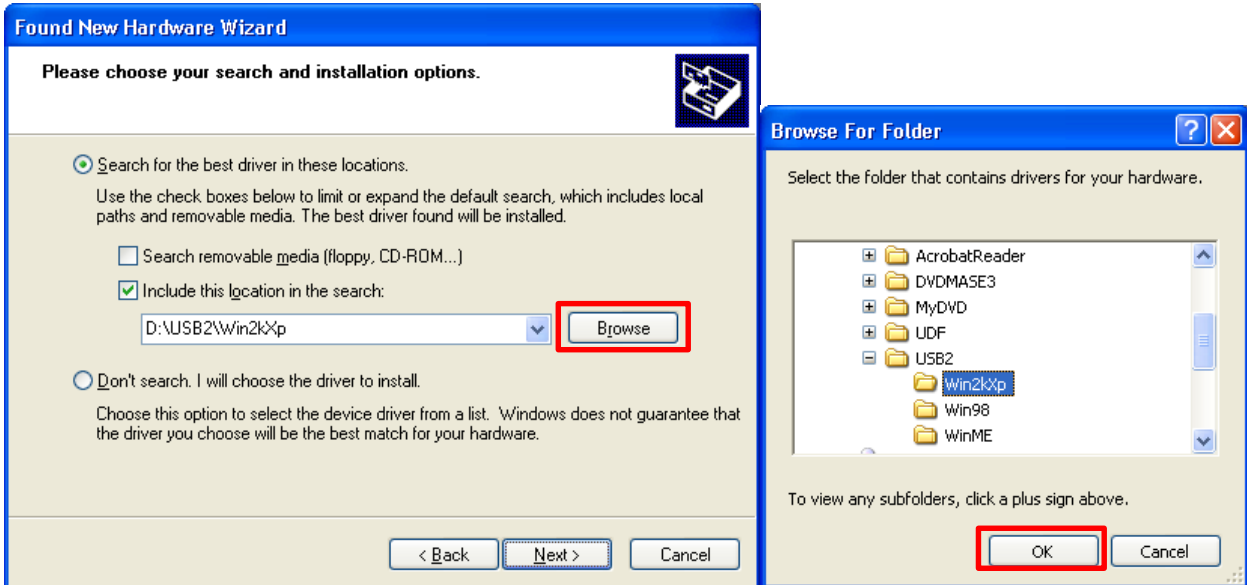 Found New Hardware Wizard
Please choose your search and installation options.
Search for the best driver in these locations.
Use the check boxes below to limit or expand the default search, which includes local
paths and removable media. The best driver found will be installed.
Search removable media (floppy, CD-ROM...)
Include this location in the search:
D:\USB2\Win2kXp
Browse
Don't search. I will choose the driver to install.
Choose this option to select the device driver from a list. Windows does not guarantee that
the driver you choose will be the best match for your hardware.
< Back
Next >
Cancel
Browse For Folder
Select the folder that contains drivers for your hardware.
AcrobatReader
DVDMASE3
MyDVD
UDF
USB2
Win2kXp
Win98
WinME
To view any subfolders, click a plus sign above.
OK
Cancel